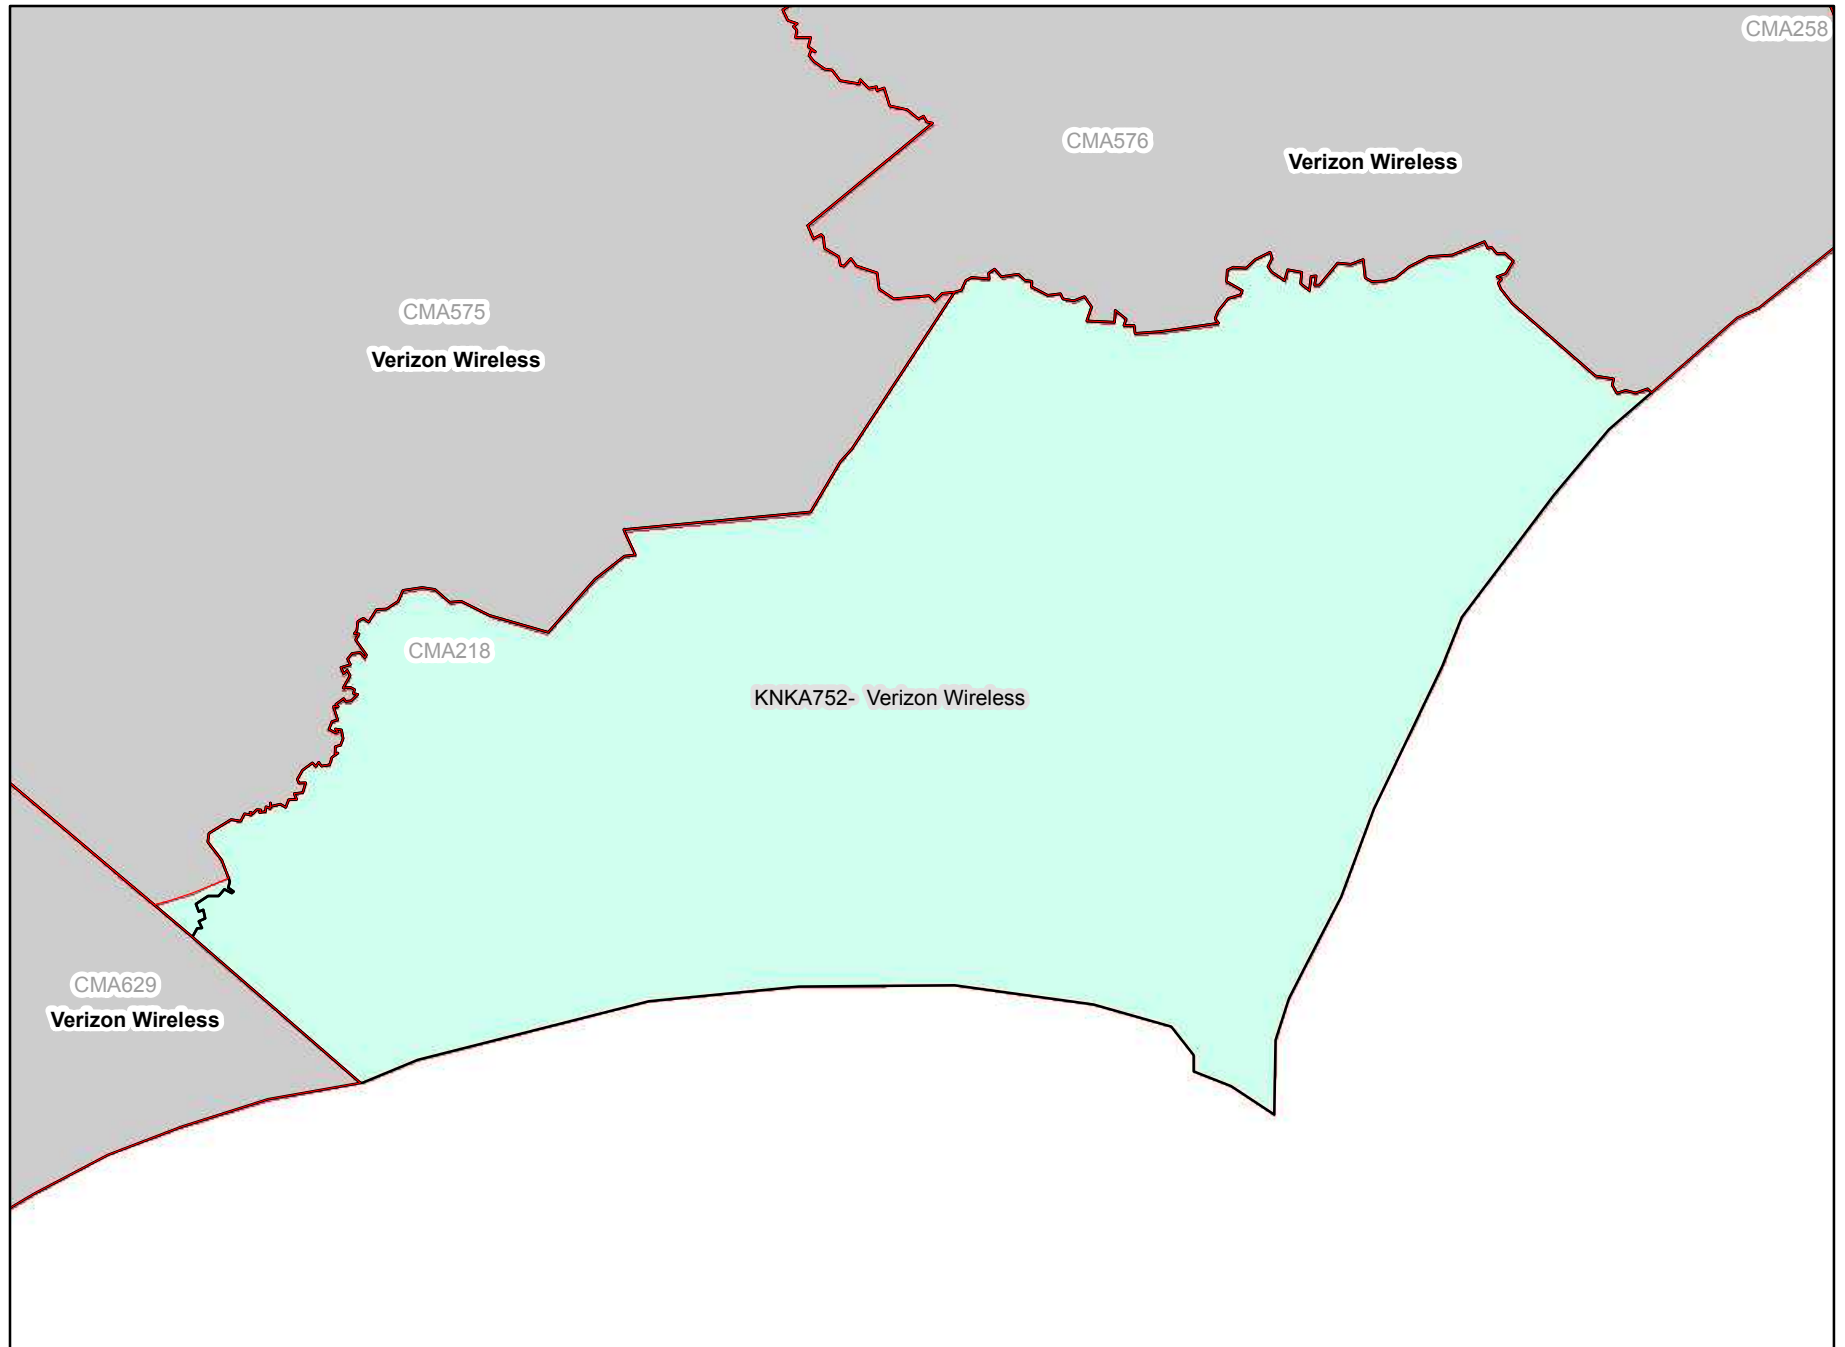 CMA258
CMA576
Verizon Wireless
CMA575
Verizon Wireless
CMA218
KNKA752- Verizon Wireless
CMA629
Verizon Wireless